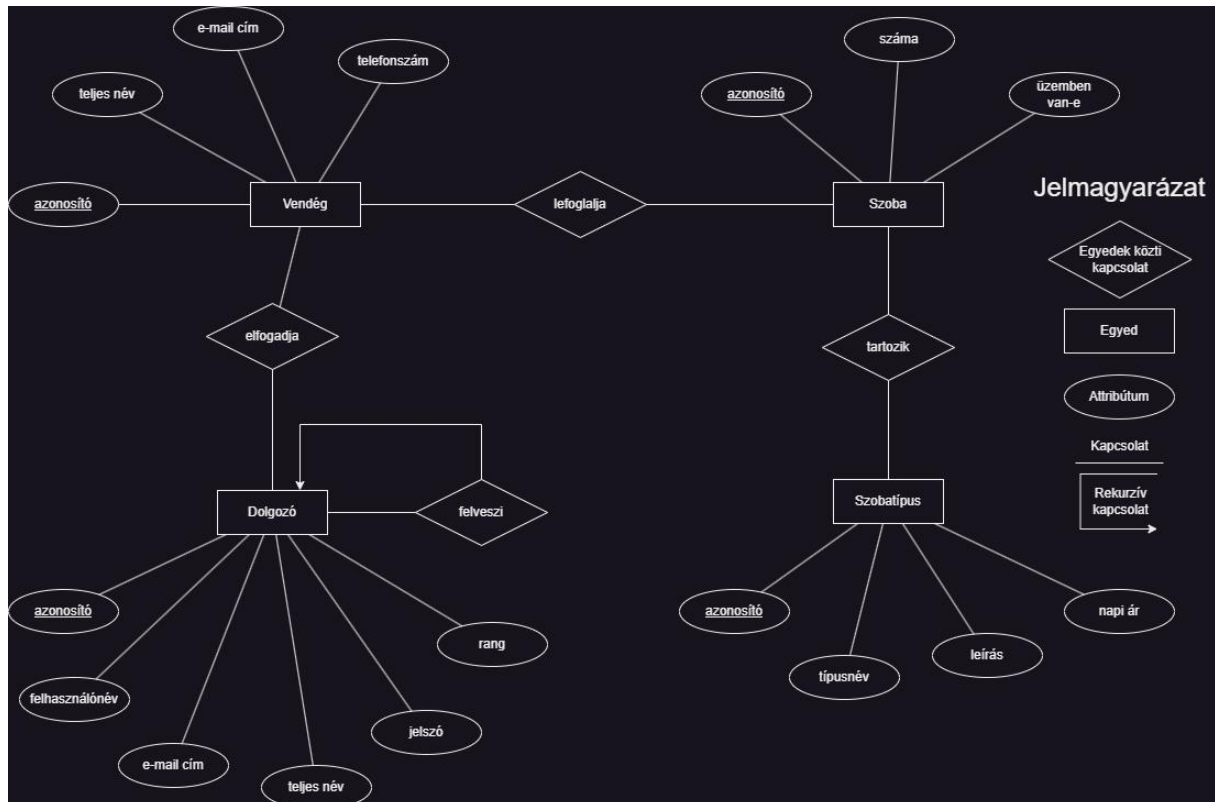 e-mail cím
telefonszám
teljes név
azonosító
Vendég
lefoglalja
száma
azonosító
üzemben
van-e
Szoba
Jelmagyarázat
Egyedek közti
kapcsolat
Egyed
Attribútum
Kapcsolat
Rekurzív
kapcsolat
elfogadja
tartozik
Dolgozó
felveszi
Szobatípus
azonosító
felhasználónév
e-mail cím
teljes név
jelszó
rang
azonosító
típusnév
leírás
napi ár